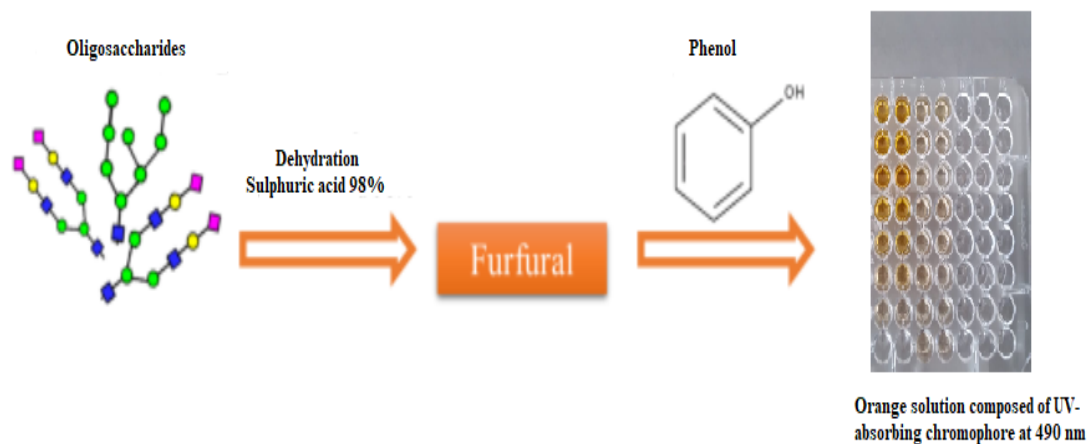 Oligosaccharides
Dehydration
Sulphuric acid 98%
Furfural
Phenol
OH
Orange solution composed of UV-
absorbing chromophore at 490 nm